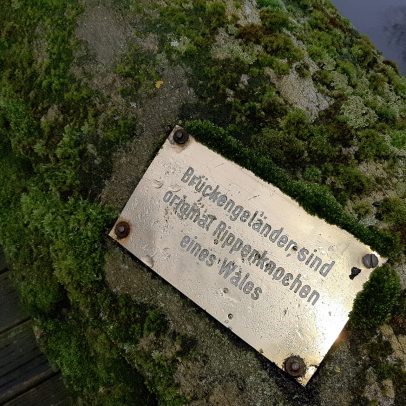 Brückengeländer, sind
original Rippenknochen
eines Wales